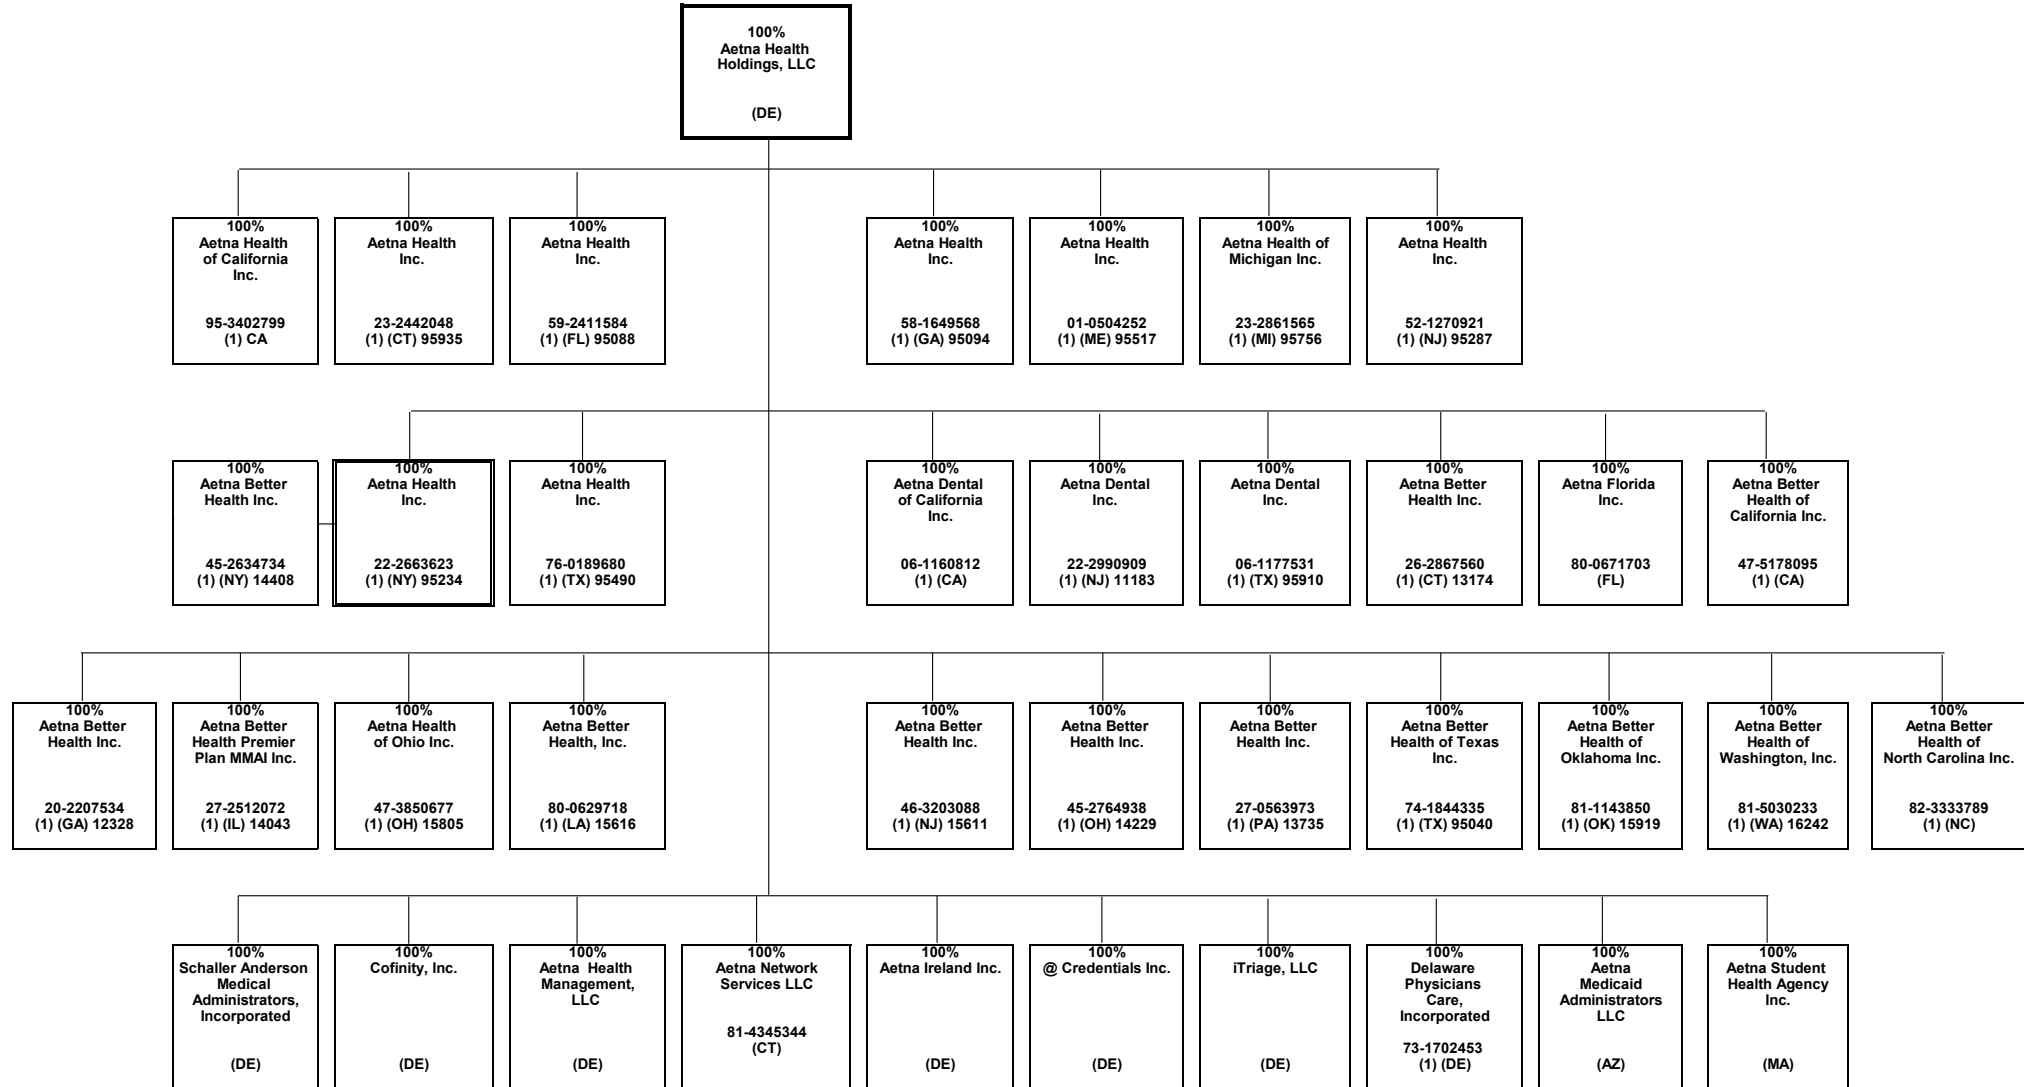 100%
Aetna Health
Holdings, LLC
(DE)
100%
Aetna Health
of California
Inc.
95-3402799
(1) CA
100%
Aetna Health
Inc.
23-2442048
(1) (CT) 95935
100%
Aetna Health
Inc.
59-2411584
(1) (FL) 95088
100%
Aetna Health
Inc.
58-1649568
(1) (GA) 95094
100%
Aetna Health
Inc.
01-0504252
(1) (ME) 95517
100%
Aetna Health of
Michigan Inc.
23-2861565
(1) (MI) 95756
100%
Aetna Health
Inc.
52-1270921
(1) (NJ) 95287
100%
Aetna Better
Health Inc.
45-2634734
(1) (NY) 14408
100%
Aetna Health
Inc.
22-2663623
(1) (NY) 95234
100%
Aetna Health
Inc.
76-0189680
(1) (TX) 95490
100%
Aetna Dental
of California
Inc.
06-1160812
(1) (CA)
100%
Aetna Dental
Inc.
22-2990909
(1) (NJ) 11183
100%
Aetna Dental
Inc.
06-1177531
(1) (TX) 95910
100%
Aetna Better
Health Inc.
26-2867560
(1) (CT) 13174
100%
Aetna Florida
Inc.
80-0671703
(FL)
100%
Aetna Better
Health of
California Inc.
47-5178095
(1) (CA)
100%
Aetna Better
Health Inc.
20-2207534
(1) (GA) 12328
100%
Aetna Better
Health Premier
Plan MMAI Inc.
27-2512072
(1) (IL) 14043
100%
Aetna Health
of Ohio Inc.
47-3850677
(1) (OH) 15805
100%
Aetna Better
Health, Inc.
80-0629718
(1) (LA) 15616
100%
Aetna Better
Health Inc.
46-3203088
(1) (NJ) 15611
100%
Aetna Better
Health Inc.
45-2764938
(1) (OH) 14229
100%
Aetna Better
Health Inc.
27-0563973
(1) (PA) 13735
100%
Aetna Better
Health of Texas
Inc.
74-1844335
(1) (TX) 95040
100%
Aetna Better
Health of
Oklahoma Inc.
81-1143850
(1) (OK) 15919
100%
Aetna Better
Health of
Washington, Inc.
81-5030233
(1) (WA) 16242
100%
Aetna Better
Health of
North Carolina Inc.
82-3333789
(1) (NC)
100%
Schaller Anderson
Medical
Administrators,
Incorporated
(DE)
100%
Cofinity, Inc.
(DE)
100%
Aetna Health
Management,
LLC
(DE)
100%
Aetna Network
Services LLC
81-4345344
(CT)
100%
Aetna Ireland Inc.
(DE)
100%
@ Credentials Inc.
(DE)
100%
iTriage, LLC
(DE)
100%
Delaware
Physicians
Care,
Incorporated
73-1702453
(1) (DE)
100%
Aetna
Medicaid
Administrators
LLC
(AZ)
100%
Aetna Student
Health Agency
Inc.
(MA)